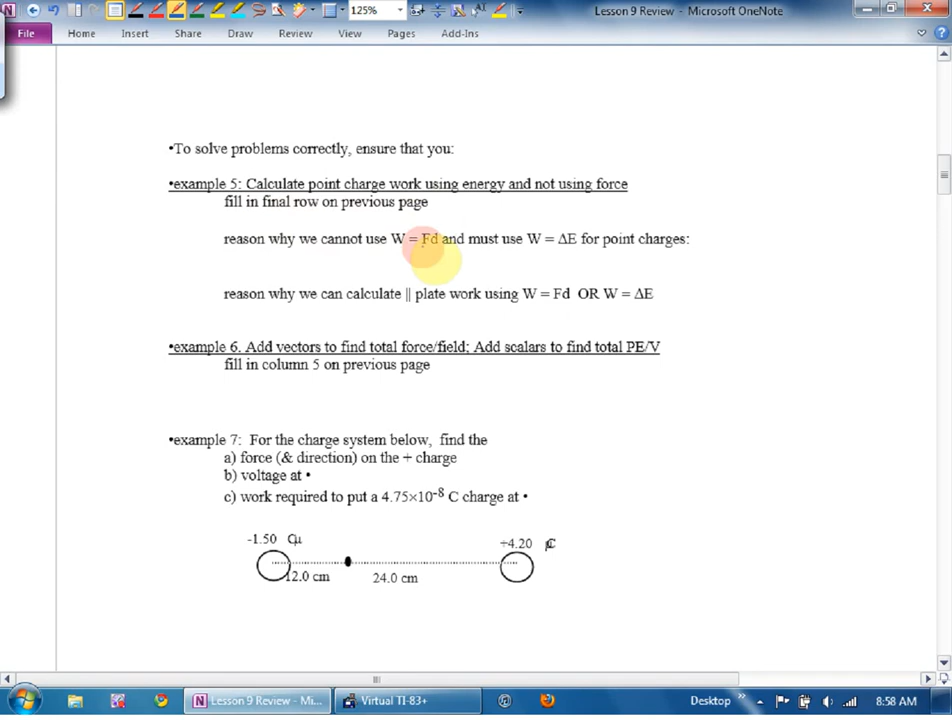 125%
Lesson 9 Review - Microsoft OneNote
File Home Insert Share Draw Review View Pages Add-Ins
•To solve problems correctly, ensure that you:
•example 5: Calculate point charge work using energy and not using force
fill in final row on previous page
reason why we cannot use W = Fd and must use W = ΔE for point charges:
reason why we can calculate || plate work using W = Fd OR W = ΔE
•example 6. Add vectors to find total force/field; Add scalars to find total PE/V
fill in column 5 on previous page
•example 7: For the charge system below, find the
a) force (& direction) on the + charge
b) voltage at •
c) work required to put a 4.75×10⁻⁸ C charge at •
-1.50 Cμ
+4.20 μC
12.0 cm
24.0 cm
Lesson 9 Review - Mi...
Virtual TI-83+
Desktop
8:58 AM